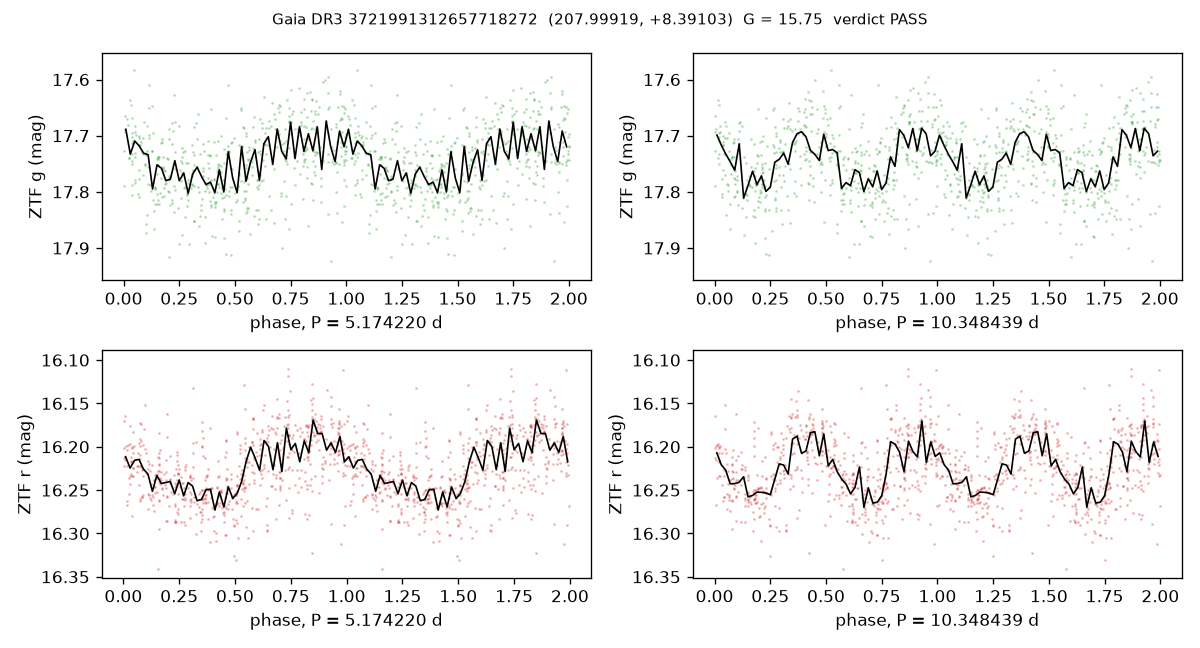 Gaia DR3 3721991312657718272  (207.99919, +8.39103)  G = 15.75  verdict PASS
ZTF g (mag)
17.6
17.7
17.8
17.9
0.00 0.25 0.50 0.75 1.00 1.25 1.50 1.75 2.00
phase, P = 5.174220 d
ZTF g (mag)
17.6
17.7
17.8
17.9
0.00 0.25 0.50 0.75 1.00 1.25 1.50 1.75 2.00
phase, P = 10.348439 d
ZTF r (mag)
16.10
16.15
16.20
16.25
16.30
16.35
0.00 0.25 0.50 0.75 1.00 1.25 1.50 1.75 2.00
phase, P = 5.174220 d
ZTF r (mag)
16.10
16.15
16.20
16.25
16.30
16.35
0.00 0.25 0.50 0.75 1.00 1.25 1.50 1.75 2.00
phase, P = 10.348439 d